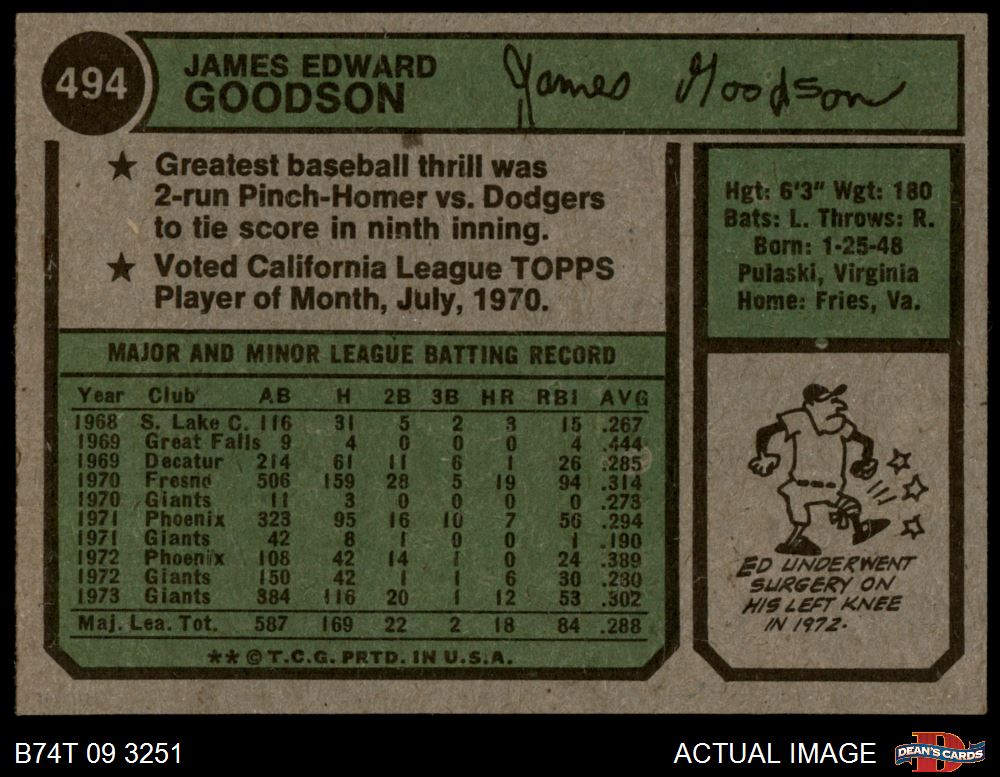 494
JAMES EDWARD
GOODSON
James Goodson
★ Greatest baseball thrill was
2-run Pinch-Homer vs. Dodgers
to tie score in ninth inning.
★ Voted California League TOPPS
Player of Month, July, 1970.
Hgt: 6'3" Wgt: 180
Bats: L. Throws: R.
Born: 1-25-48
Pulaski, Virginia
Home: Fries, Va.
MAJOR AND MINOR LEAGUE BATTING RECORD
Year Club AB H 2B 3B HR RBI AVG
1968 S. Lake C. 116 31 5 2 3 15 .267
1969 Great Falls 9 4 0 0 0 4 .444
1969 Decatur 214 61 11 6 1 26 .285
1970 Fresno 506 159 28 5 19 94 .314
1970 Giants 11 3 0 0 0 0 .273
1971 Phoenix 323 95 16 10 7 56 .294
1971 Giants 42 8 1 0 0 1 .190
1972 Phoenix 108 42 14 1 0 24 .389
1972 Giants 150 42 1 1 6 30 .280
1973 Giants 384 116 20 1 12 53 .302
Maj. Lea. Tot. 587 169 22 2 18 84 .288
** © T.C.G. PRTD. IN U.S.A.
ED UNDERWENT
SURGERY ON
HIS LEFT KNEE
IN 1972.
B74T 09 3251
ACTUAL IMAGE
DEAN'S CARDS